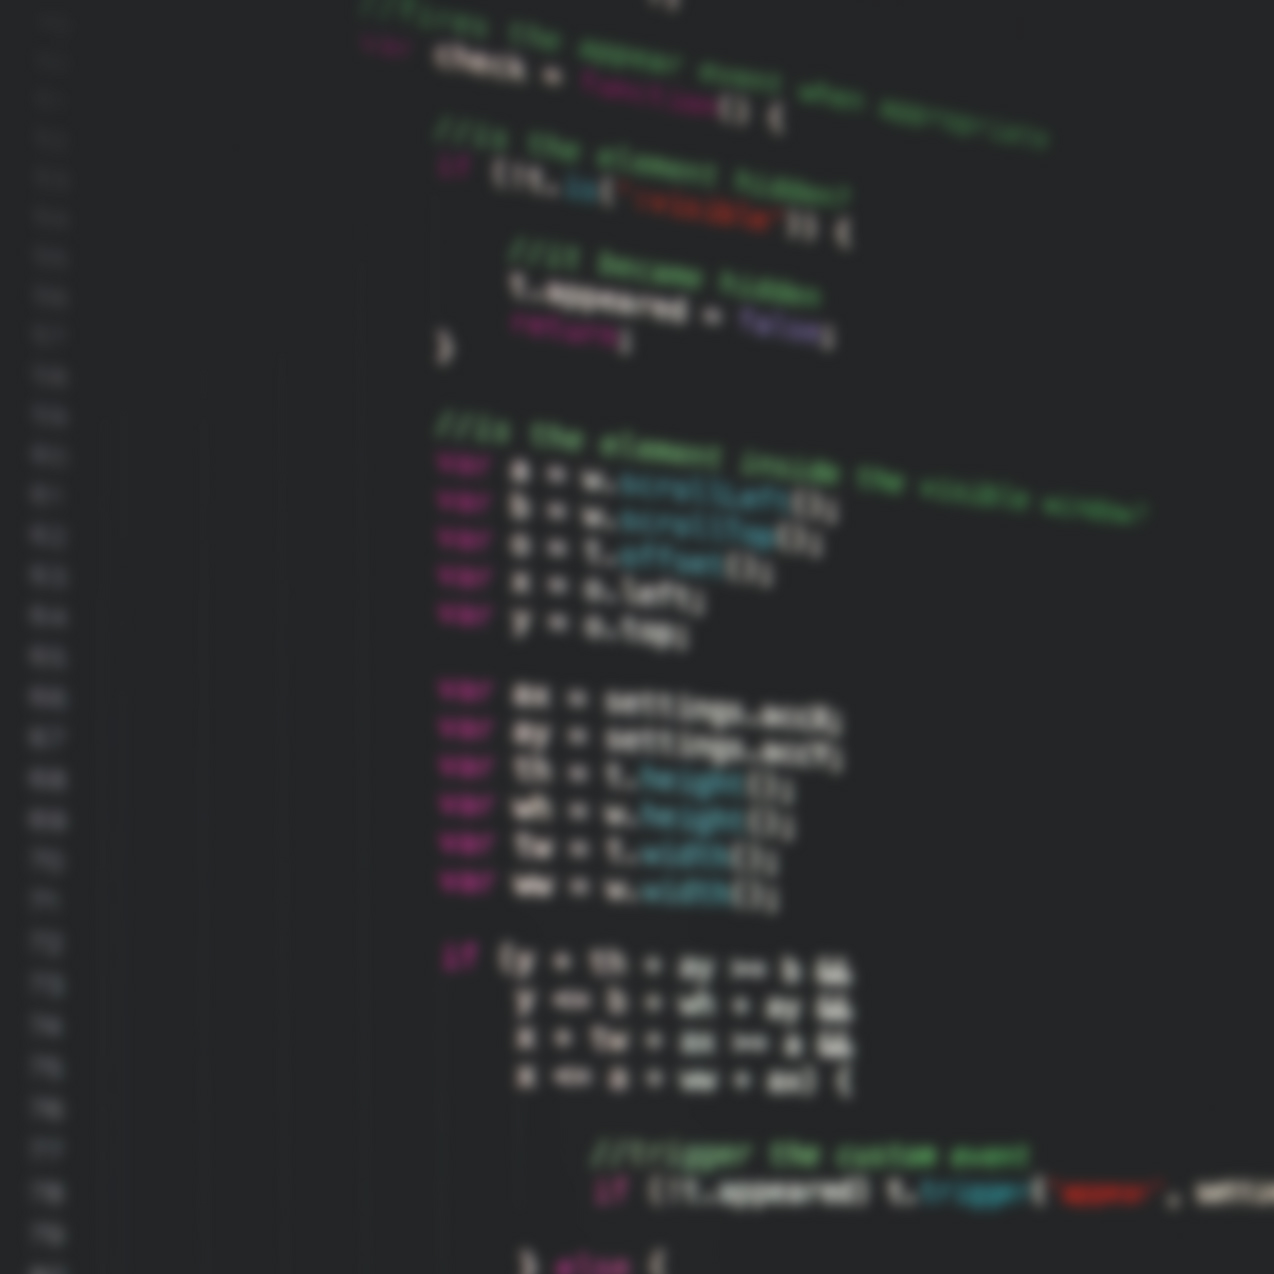 //fires the appear event when appropriate
var check = function() {
//is the element hidden?
if (!t.is(':visible')) {
//it became hidden
t.appeared = false;
return;
}
//is the element inside the visible window?
var a = w.scrollLeft();
var b = w.scrollTop();
var o = t.offset();
var x = o.left;
var y = o.top;
var ax = settings.accX;
var ay = settings.accY;
var th = t.height();
var wh = w.height();
var tw = t.width();
var ww = w.width();
if (y + th + ay >= b &&
y <= b + wh + ay &&
x + tw + ax >= a &&
x <= a + ww + ax) {
//trigger the custom event
if (!t.appeared) t.trigger('appear',
} else {